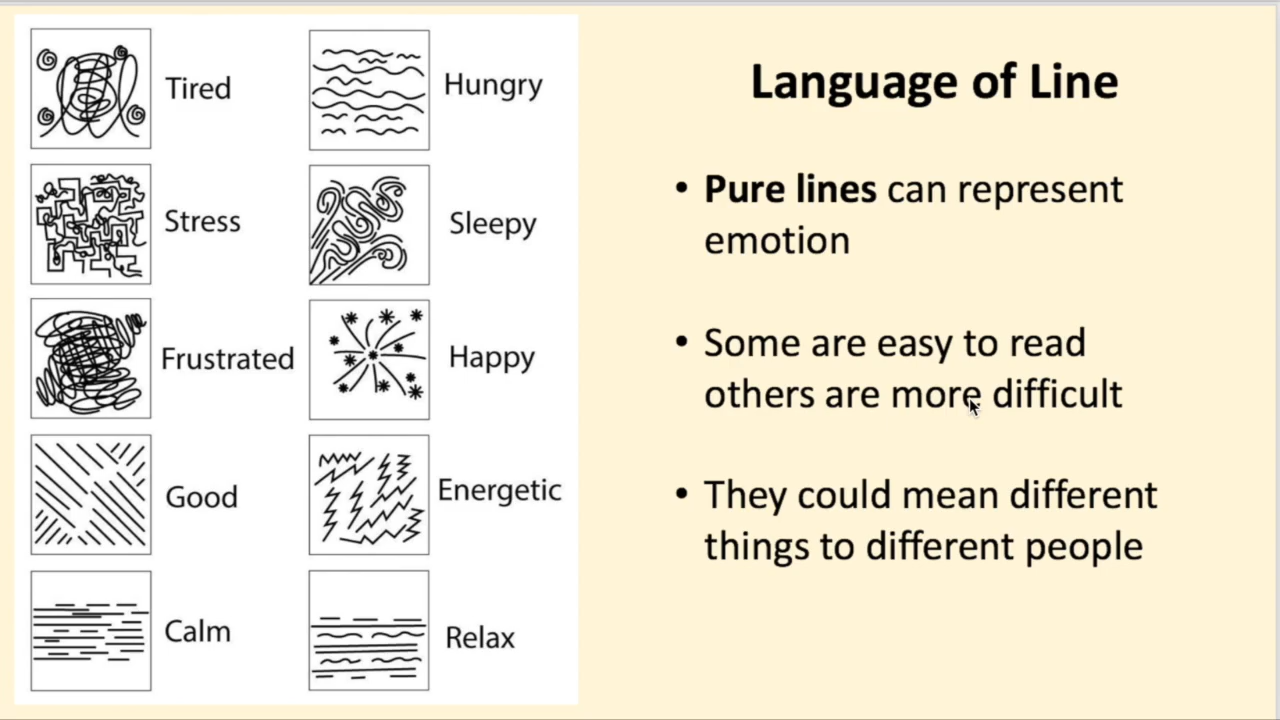 Tired
Hungry
Stress
Sleepy
Frustrated
Happy
Good
Energetic
Calm
Relax
Language of Line
• Pure lines can represent
emotion
• Some are easy to read
others are more difficult
• They could mean different
things to different people